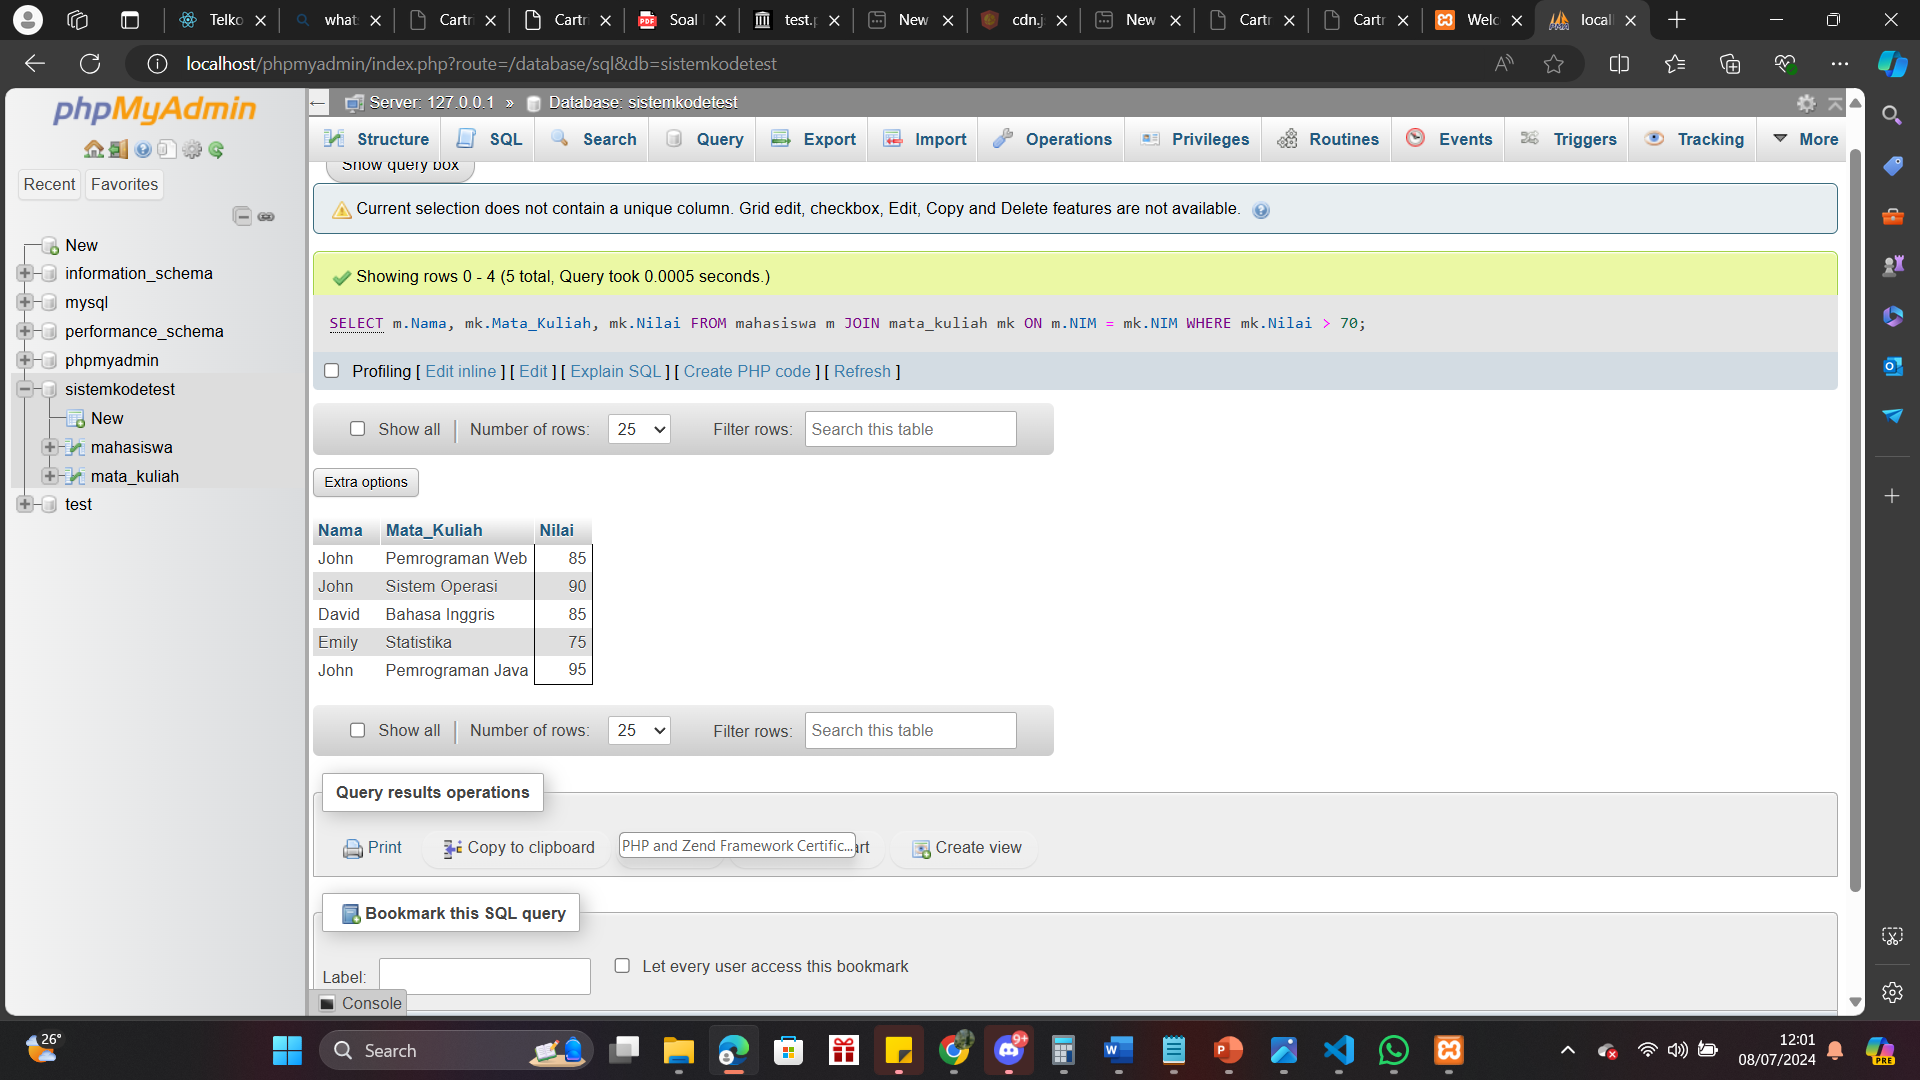 Telko
what
Cartr
Cartr
Soal
test.p
New
cdn.j
New
Cartr
Cartr
Welc
local
localhost/phpmyadmin/index.php?route=/database/sql&db=sistemkodetest
phpMyAdmin
Recent
Favorites
New
information_schema
mysql
performance_schema
phpmyadmin
sistemkodetest
New
mahasiswa
mata_kuliah
test
Server: 127.0.0.1 » Database: sistemkodetest
Structure
SQL
Search
Query
Export
Import
Operations
Privileges
Routines
Events
Triggers
Tracking
More
Show query box
Current selection does not contain a unique column. Grid edit, checkbox, Edit, Copy and Delete features are not available.
Showing rows 0 - 4 (5 total, Query took 0.0005 seconds.)
SELECT m.Nama, mk.Mata_Kuliah, mk.Nilai FROM mahasiswa m JOIN mata_kuliah mk ON m.NIM = mk.NIM WHERE mk.Nilai > 70;
Profiling [ Edit inline ] [ Edit ] [ Explain SQL ] [ Create PHP code ] [ Refresh ]
Show all
Number of rows: 25
Filter rows: Search this table
Extra options
Nama Mata_Kuliah Nilai
John Pemrograman Web 85
John Sistem Operasi 90
David Bahasa Inggris 85
Emily Statistika 75
John Pemrograman Java 95
Show all
Number of rows: 25
Filter rows: Search this table
Query results operations
Print
Copy to clipboard
PHP and Zend Framework Certific...
art
Create view
Bookmark this SQL query
Label:
Let every user access this bookmark
Console
26°
Search
9+
12:01
08/07/2024
PRE